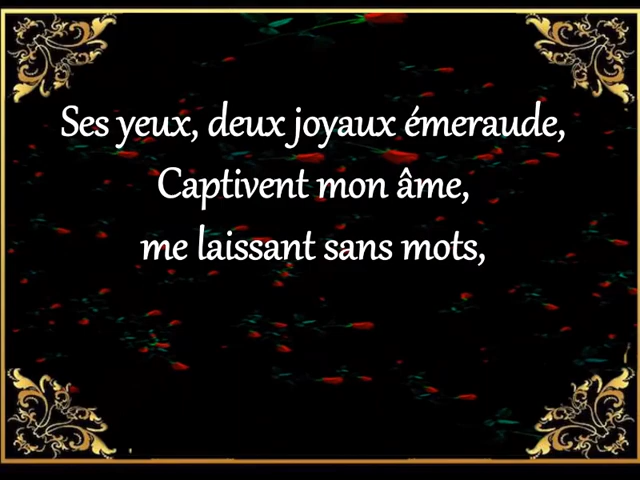 Ses yeux, deux joyaux émeraude,
Captivent mon âme,
me laissant sans mots,